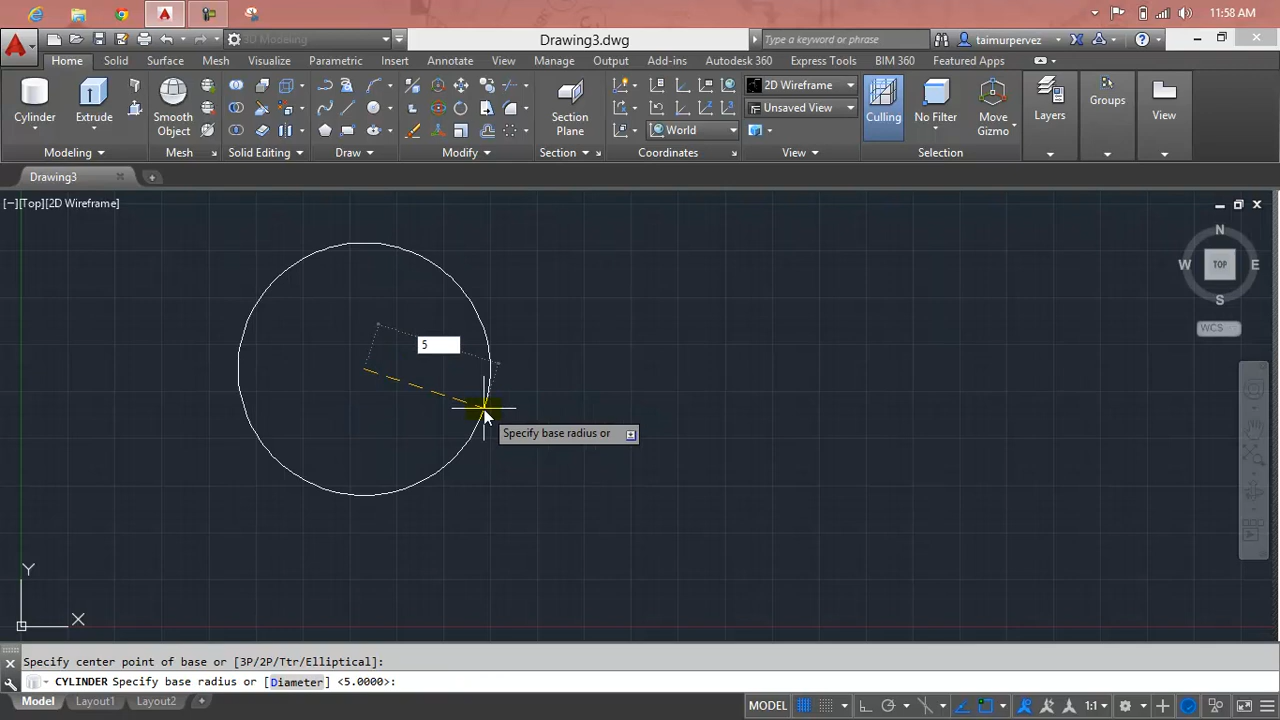 11:58 AM
3D Modeling
Drawing3.dwg
Type a keyword or phrase
taimurpervez
Home Solid Surface Mesh Visualize Parametric Insert Annotate View Manage Output Add-ins Autodesk 360 Express Tools BIM 360 Featured Apps
Cylinder
Extrude
Smooth Object
Section Plane
World
2D Wireframe
Unsaved View
Culling
No Filter
Move Gizmo
Layers
Groups
View
Modeling
Mesh
Solid Editing
Draw
Modify
Section
Coordinates
View
Selection
Drawing3
[−][Top][2D Wireframe]
N
W TOP E
S
WCS
5
Specify base radius or
Y
X
Specify center point of base or [3P/2P/Ttr/Elliptical]:
CYLINDER Specify base radius or [Diameter] <5.0000>:
Model Layout1 Layout2
MODEL
1:1